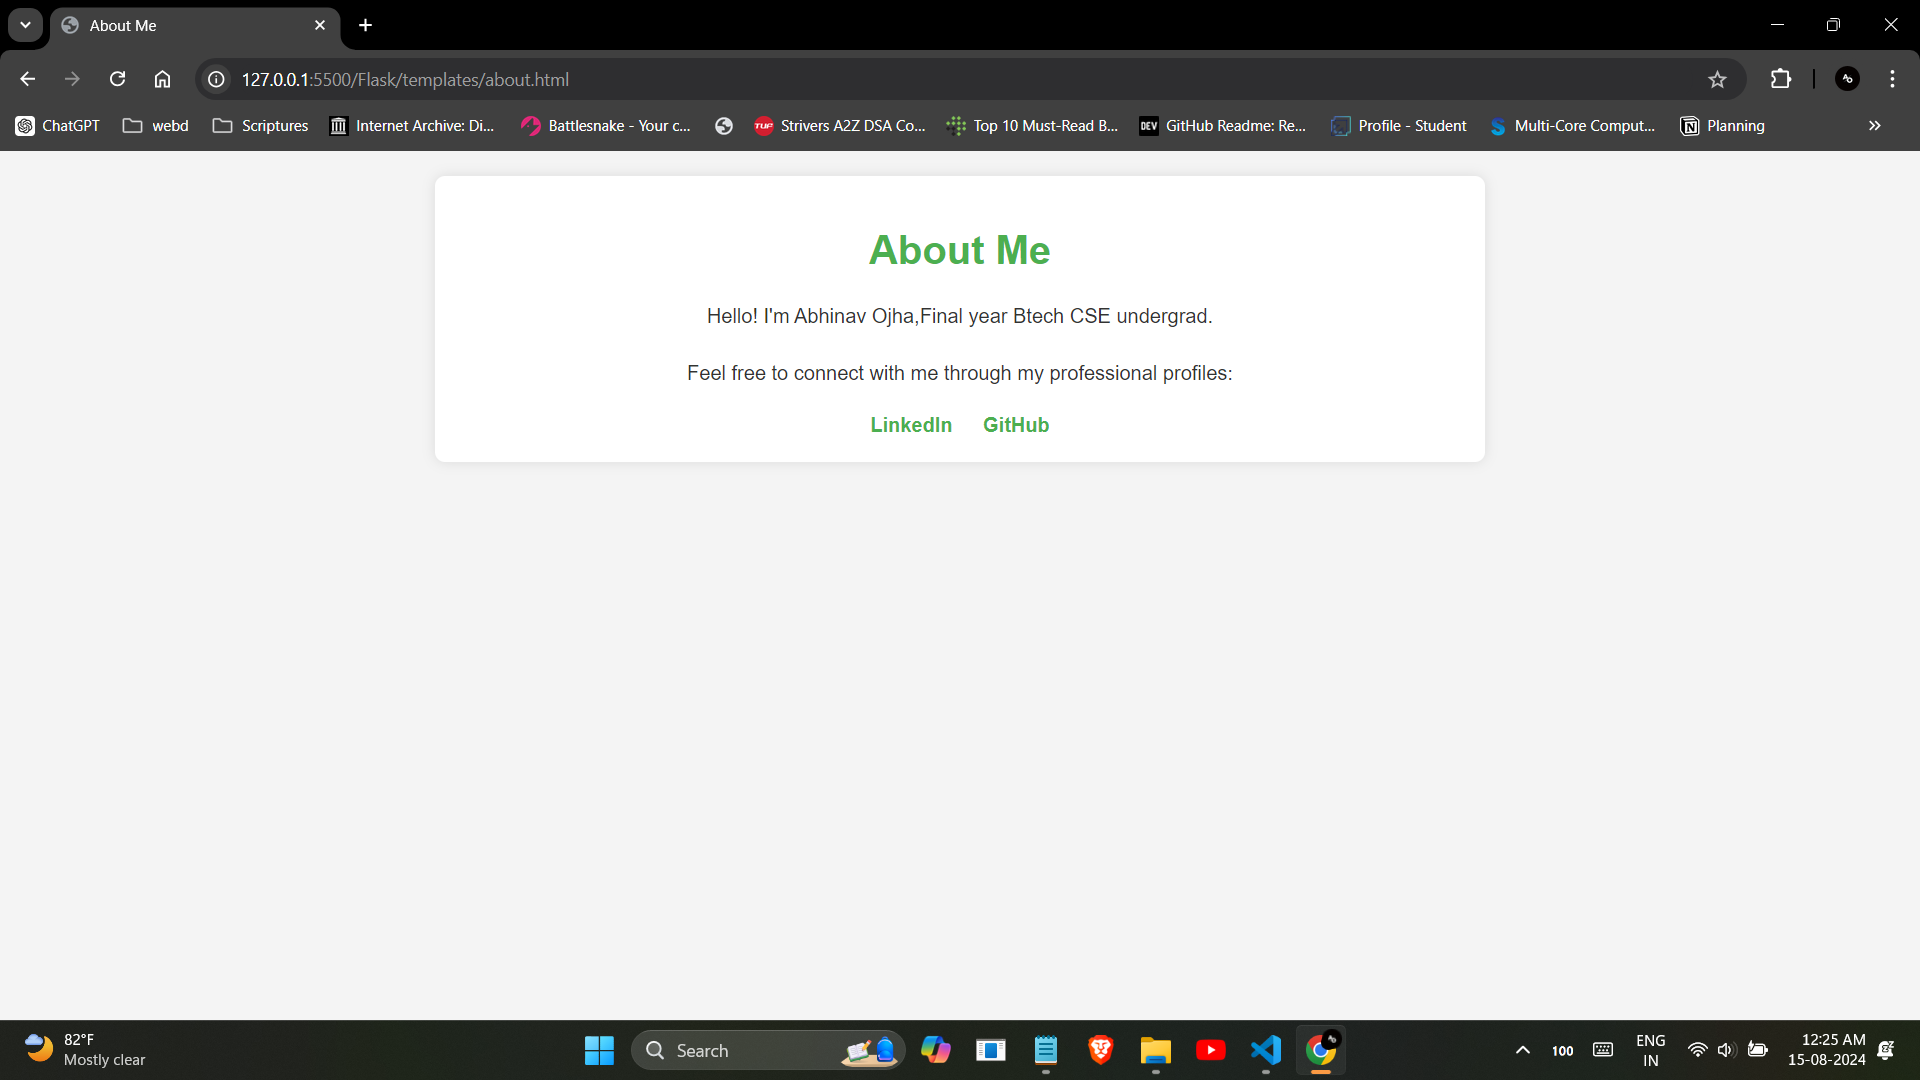 About Me
127.0.0.1:5500/Flask/templates/about.html
ChatGPT webd Scriptures Internet Archive: Di... Battlesnake - Your c... TUF Strivers A2Z DSA Co... Top 10 Must-Read B... DEV GitHub Readme: Re... Profile - Student Multi-Core Comput... Planning
About Me
Hello! I'm Abhinav Ojha,Final year Btech CSE undergrad.
Feel free to connect with me through my professional profiles:
LinkedIn GitHub
82°F
Mostly clear
Search
100
ENG
IN
12:25 AM
15-08-2024